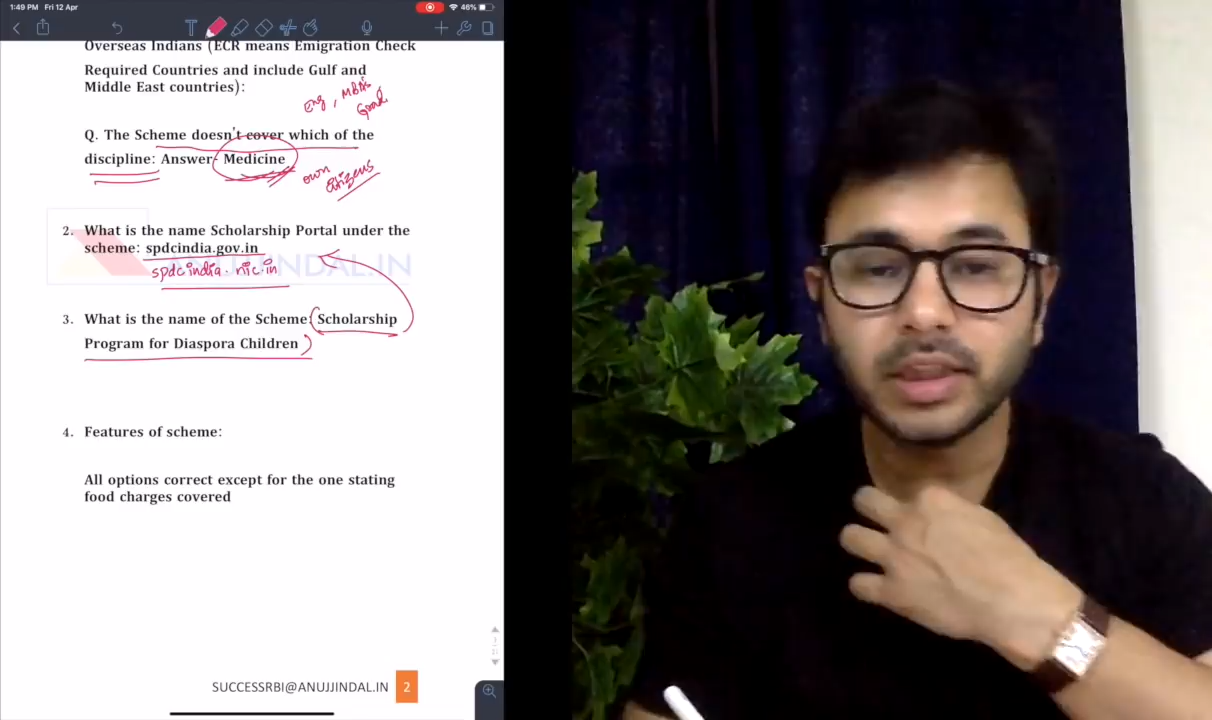 1:49 PM Fri 12 Apr
46%
Overseas Indians (ECR means Emigration Check
Required Countries and include Gulf and
Middle East countries):
Eng, MBA's
Grad.
Q. The Scheme doesn't cover which of the
discipline: Answer- Medicine
own
citizens
2. What is the name Scholarship Portal under the
scheme: spdcindia.gov.in
spdcindia.nic.in
ANUJJINDAL.IN
3. What is the name of the Scheme: Scholarship
Program for Diaspora Children
4. Features of scheme:
All options correct except for the one stating
food charges covered
SUCCESSRBI@ANUJJINDAL.IN 2